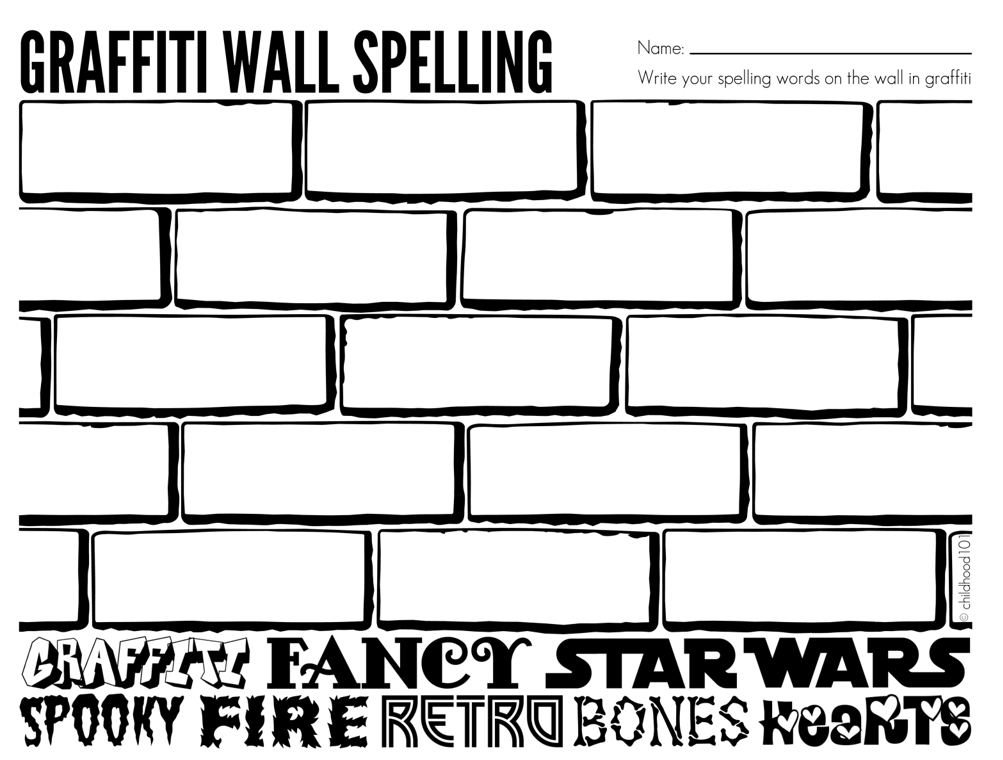 GRAFFITI WALL SPELLING
Name:
Write your spelling words on the wall in graffiti
© childhood101
GRAFFITI FANCY STAR WARS
SPOOKY FIRE RETRO BONES HeaRTS